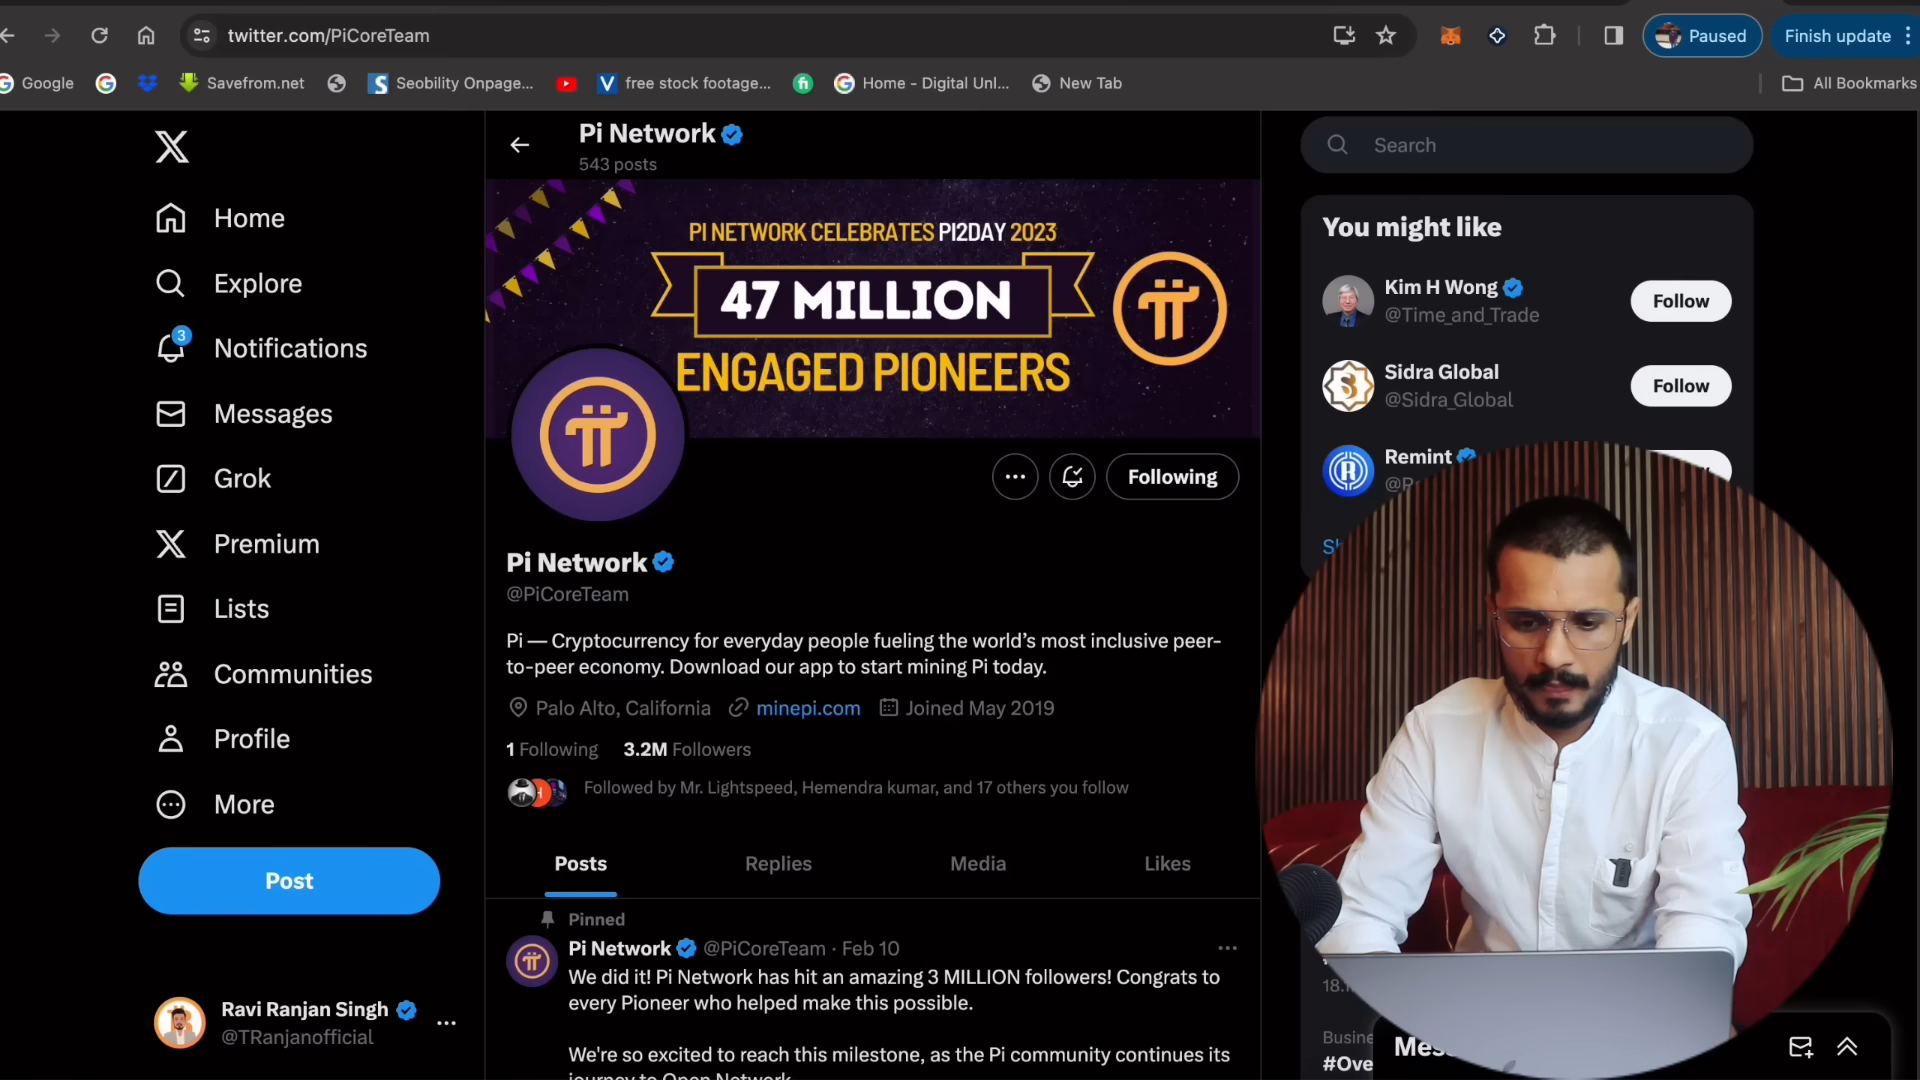 twitter.com/PiCoreTeam
Paused
Finish update
Google
Savefrom.net
Seobility Onpage...
free stock footage...
Home - Digital Unl...
New Tab
All Bookmarks
Home
Explore
3
Notifications
Messages
Grok
Premium
Lists
Communities
Profile
More
Post
Ravi Ranjan Singh
@TRanjanofficial
Pi Network
543 posts
PI NETWORK CELEBRATES PI2DAY 2023
47 MILLION
ENGAGED PIONEERS
Following
Pi Network
@PiCoreTeam
Pi — Cryptocurrency for everyday people fueling the world’s most inclusive peer-
to-peer economy. Download our app to start mining Pi today.
Palo Alto, California minepi.com Joined May 2019
1 Following 3.2M Followers
Followed by Mr. Lightspeed, Hemendra kumar, and 17 others you follow
Posts Replies Media Likes
Pinned
Pi Network @PiCoreTeam · Feb 10
We did it! Pi Network has hit an amazing 3 MILLION followers! Congrats to
every Pioneer who helped make this possible.
We're so excited to reach this milestone, as the Pi community continues its
journey to Open Network
Search
You might like
Kim H Wong
@Time_and_Trade
Follow
Sidra Global
@Sidra_Global
Follow
Remint